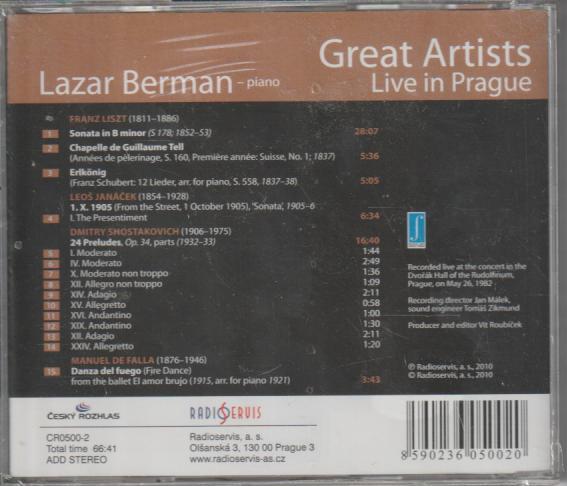 Great Artists
Lazar Berman – piano
Live in Prague
FRANZ LISZT (1811–1886)
1 Sonata in B minor (S 178; 1852–53) 28:07
2 Chapelle de Guillaume Tell
(Années de pèlerinage, S. 160, Première année: Suisse, No. 1; 1837) 5:36
3 Erlkönig
(Franz Schubert: 12 Lieder, arr. for piano, S. 558, 1837–38) 5:05
LEOŠ JANÁČEK (1854–1928)
1. X. 1905 (From the Street, 1 October 1905), 'Sonata', 1905–6
4 I. The Presentiment 6:34
DMITRY SHOSTAKOVICH (1906–1975)
24 Preludes, Op. 34, parts (1932–33) 16:40
5 I. Moderato 1:44
6 IV. Moderato 2:49
7 X. Moderato non troppo 1:36
8 XII. Allegro non troppo 1:09
9 XIV. Adagio 2:11
10 XV. Allegretto 0:58
11 XVI. Andantino 1:00
12 XIX. Andantino 1:30
13 XII. Adagio 2:11
14 XXIV. Allegretto 1:20
MANUEL DE FALLA (1876–1946)
15 Danza del fuego (Fire Dance)
from the ballet El amor brujo (1915, arr. for piano 1921) 3:43
Recorded live at the concert in the
Dvořák Hall of the Rudolfinum,
Prague, on May 26, 1982
Recording director Jan Málek,
sound engineer Tomáš Zikmund
Producer and editor Vít Roubíček
℗ Radioservis, a. s., 2010
© Radioservis, a. s., 2010
ČESKÝ ROZHLAS
RADIOSERVIS
CR0500-2
Total time 66:41
ADD STEREO
Radioservis, a. s.
Olšanská 3, 130 00 Prague 3
www.radioservis-as.cz
8 590236 050020